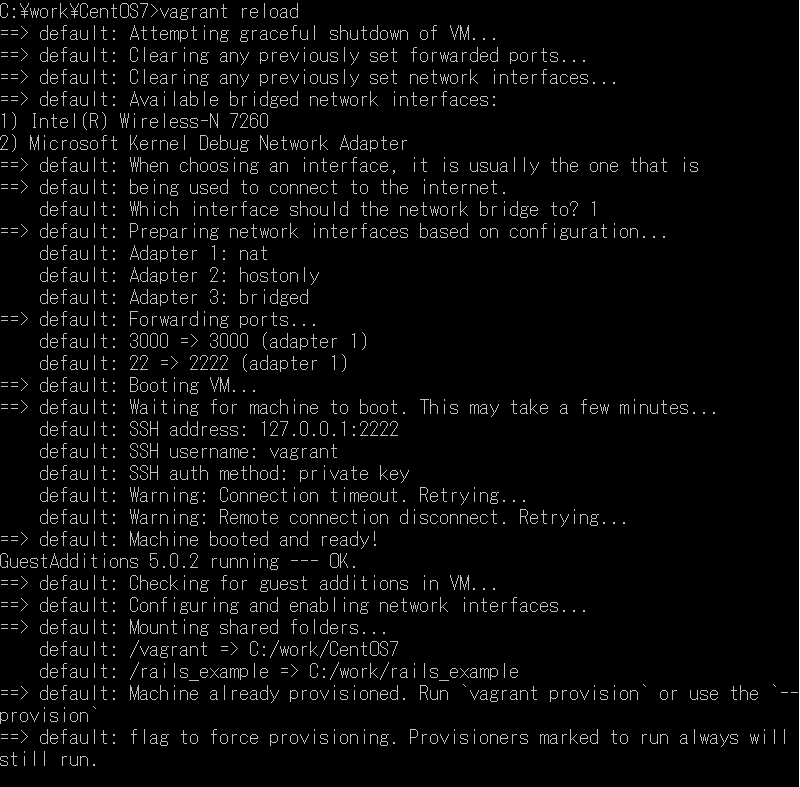 C:¥work¥CentOS7>vagrant reload
==> default: Attempting graceful shutdown of VM...
==> default: Clearing any previously set forwarded ports...
==> default: Clearing any previously set network interfaces...
==> default: Available bridged network interfaces:
1) Intel(R) Wireless-N 7260
2) Microsoft Kernel Debug Network Adapter
==> default: When choosing an interface, it is usually the one that is
==> default: being used to connect to the internet.
    default: Which interface should the network bridge to? 1
==> default: Preparing network interfaces based on configuration...
    default: Adapter 1: nat
    default: Adapter 2: hostonly
    default: Adapter 3: bridged
==> default: Forwarding ports...
    default: 3000 => 3000 (adapter 1)
    default: 22 => 2222 (adapter 1)
==> default: Booting VM...
==> default: Waiting for machine to boot. This may take a few minutes...
    default: SSH address: 127.0.0.1:2222
    default: SSH username: vagrant
    default: SSH auth method: private key
    default: Warning: Connection timeout. Retrying...
    default: Warning: Remote connection disconnect. Retrying...
==> default: Machine booted and ready!
GuestAdditions 5.0.2 running --- OK.
==> default: Checking for guest additions in VM...
==> default: Configuring and enabling network interfaces...
==> default: Mounting shared folders...
    default: /vagrant => C:/work/CentOS7
    default: /rails_example => C:/work/rails_example
==> default: Machine already provisioned. Run `vagrant provision` or use the `--
provision`
==> default: flag to force provisioning. Provisioners marked to run always will
still run.